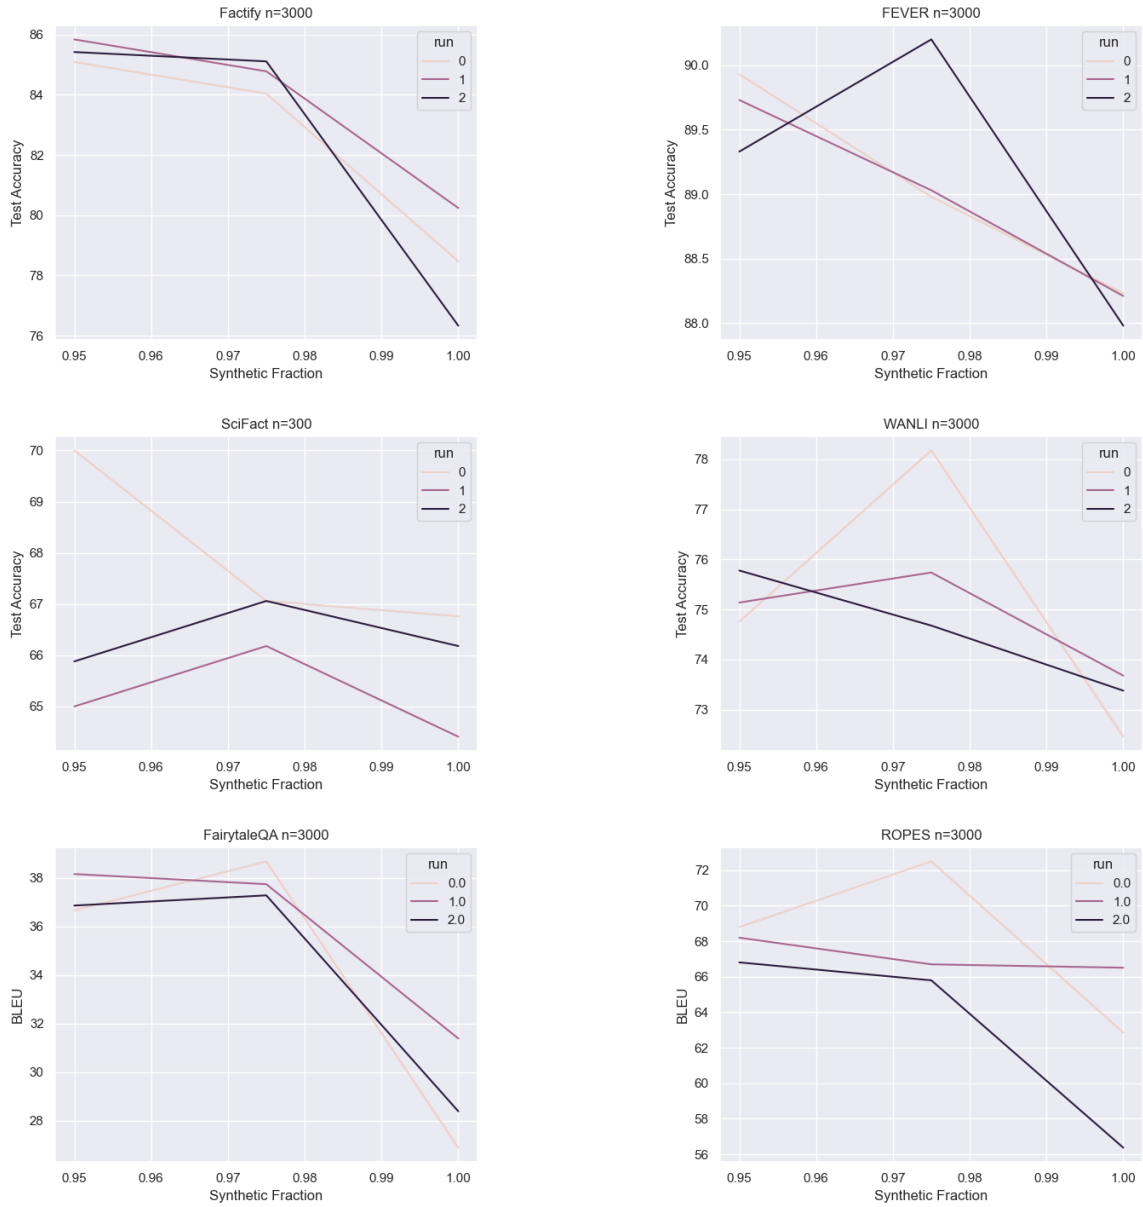 Factify n=3000
86
84
82
80
78
76
Test Accuracy
run
0
1
2
0.95 0.96 0.97 0.98 0.99 1.00
Synthetic Fraction
FEVER n=3000
90.0
89.5
89.0
88.5
88.0
Test Accuracy
run
0
1
2
0.95 0.96 0.97 0.98 0.99 1.00
Synthetic Fraction
SciFact n=300
70
69
68
67
66
65
Test Accuracy
run
0
1
2
0.95 0.96 0.97 0.98 0.99 1.00
Synthetic Fraction
WANLI n=3000
78
77
76
75
74
73
Test Accuracy
run
0
1
2
0.95 0.96 0.97 0.98 0.99 1.00
Synthetic Fraction
FairytaleQA n=3000
38
36
34
32
30
28
BLEU
run
0.0
1.0
2.0
0.95 0.96 0.97 0.98 0.99 1.00
Synthetic Fraction
ROPES n=3000
72
70
68
66
64
62
60
58
56
BLEU
run
0.0
1.0
2.0
0.95 0.96 0.97 0.98 0.99 1.00
Synthetic Fraction